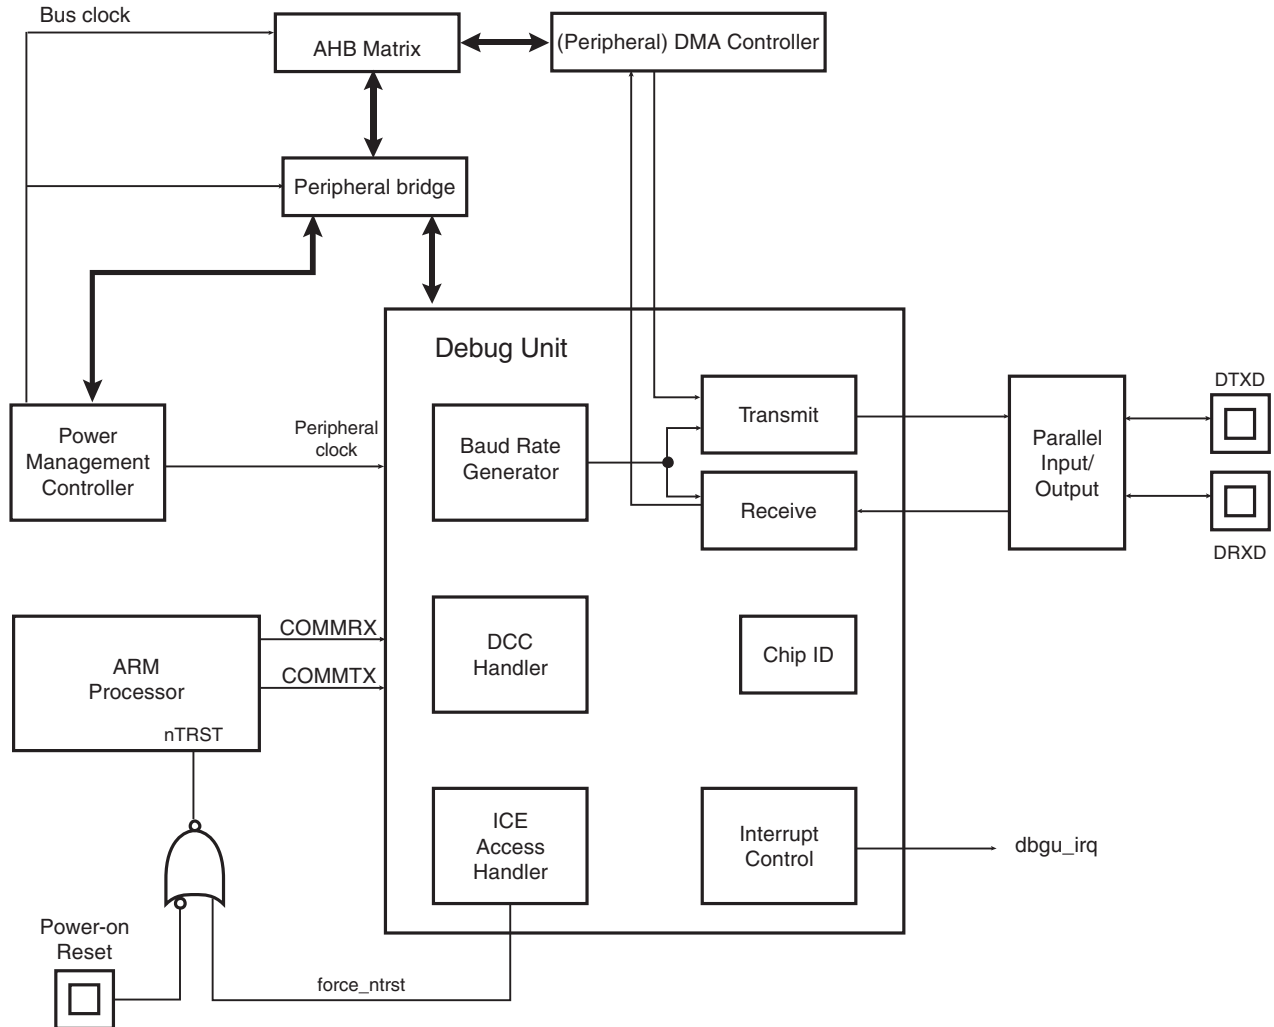 Bus clock
AHB Matrix
(Peripheral) DMA Controller
Peripheral bridge
Debug Unit
Power
Management
Controller
Peripheral
clock
Baud Rate
Generator
Transmit
Receive
Parallel
Input/
Output
DTXD
DRXD
ARM
Processor
nTRST
COMMRX
COMMTX
DCC
Handler
Chip ID
ICE
Access
Handler
Interrupt
Control
dbgu_irq
Power-on
Reset
force_ntrst